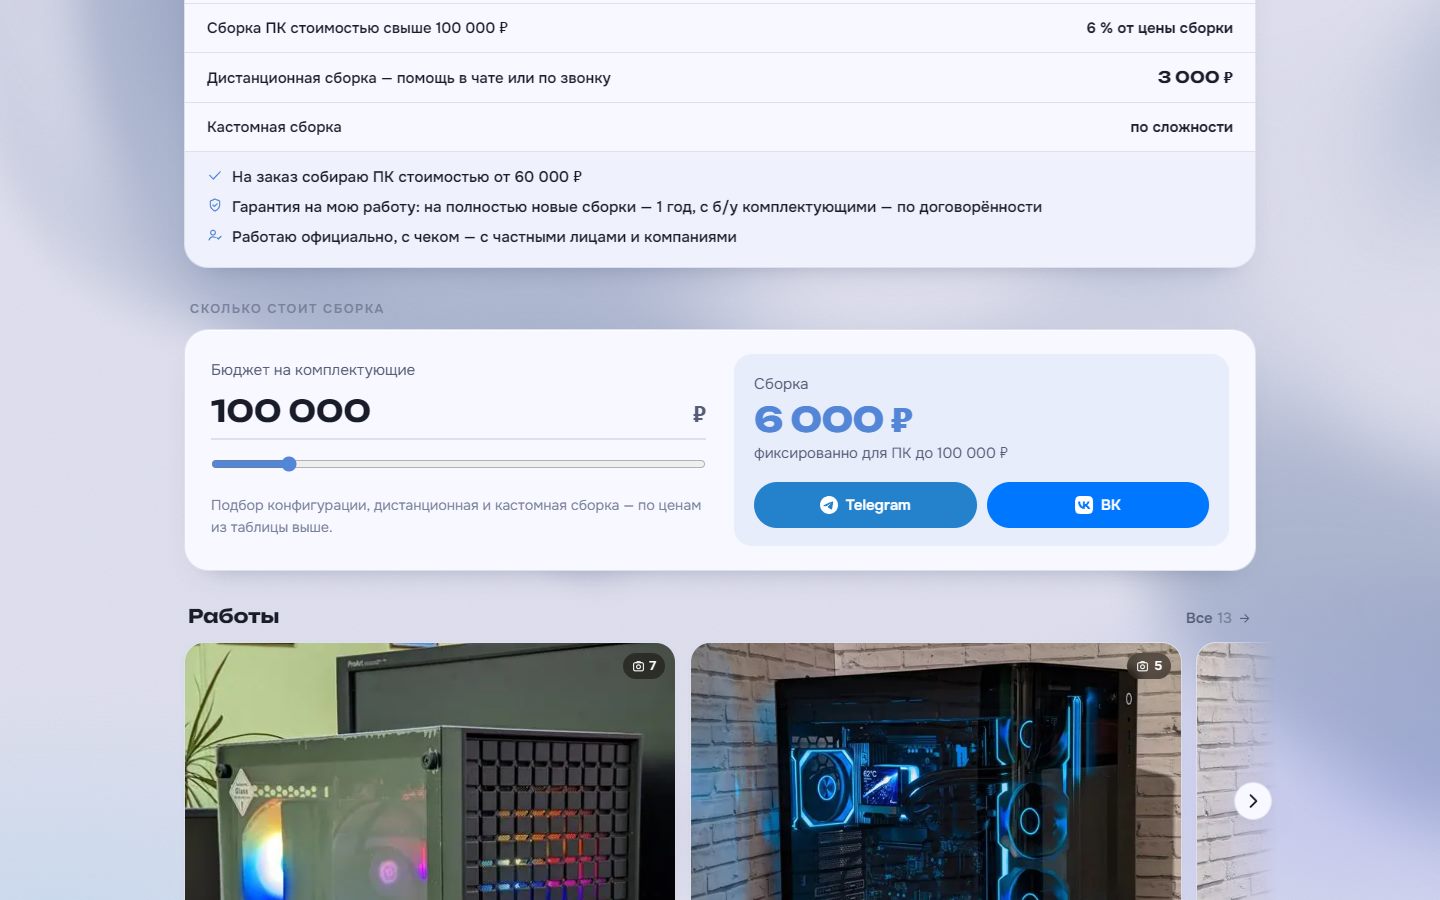 Сборка ПК стоимостью свыше 100 000 ₽
6 % от цены сборки
Дистанционная сборка — помощь в чате или по звонку
3 000 ₽
Кастомная сборка
по сложности
На заказ собираю ПК стоимостью от 60 000 ₽
Гарантия на мою работу: на полностью новые сборки — 1 год, с б/у комплектующими — по договорённости
Работаю официально, с чеком — с частными лицами и компаниями
СКОЛЬКО СТОИТ СБОРКА
Бюджет на комплектующие
100 000 ₽
Подбор конфигурации, дистанционная и кастомная сборка — по ценам
из таблицы выше.
Сборка
6 000 ₽
фиксированно для ПК до 100 000 ₽
Telegram
ВК
Работы
Все 13 →
7
ProArt
5
62°C